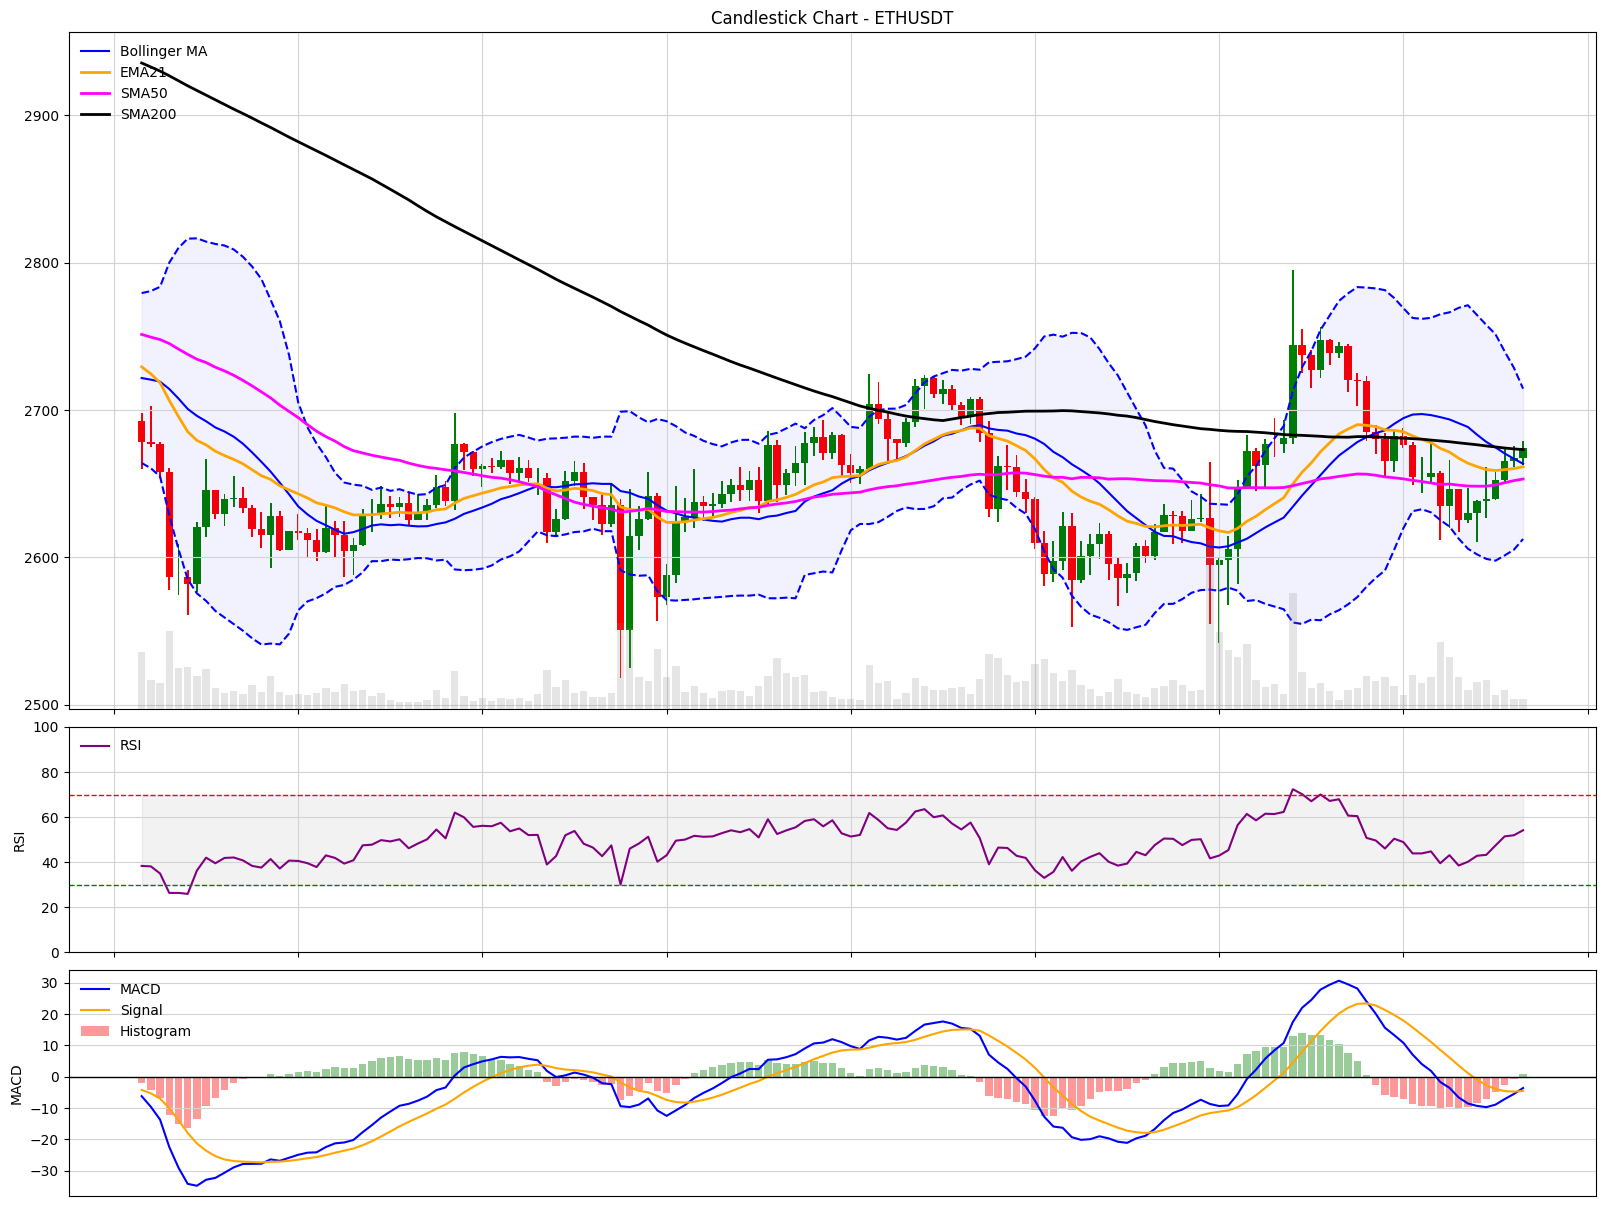 Candlestick Chart - ETHUSDT
Bollinger MA
EMA21
SMA50
SMA200
2900
2800
2700
2600
2500
100
80
60
40
20
0
RSI
RSI
30
20
10
0
−10
−20
−30
MACD
MACD
Signal
Histogram